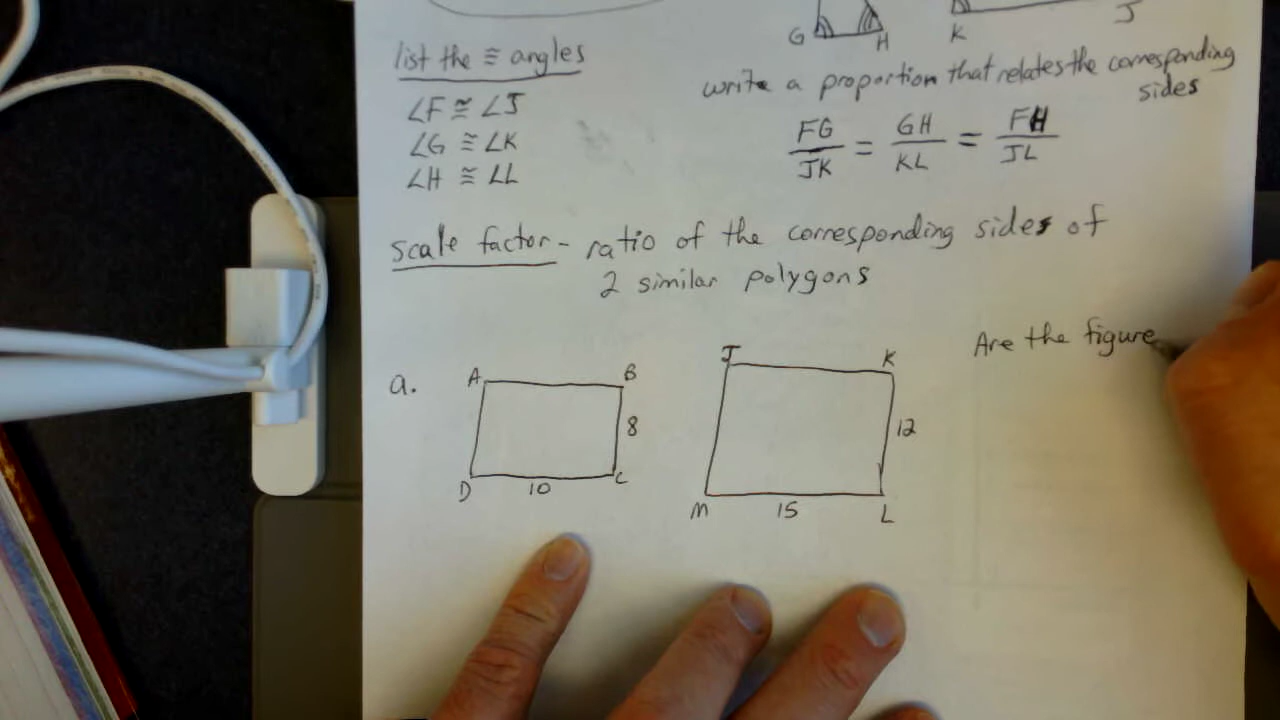 G H K J
list the ≅ angles
write a proportion that relates the corresponding
sides
∠F ≅ ∠J
∠G ≅ ∠K
∠H ≅ ∠L
FG/JK = GH/KL = FH/JL
scale factor - ratio of the corresponding sides of
2 similar polygons
Are the figure
a.
A B
8
D 10 C
J K
12
M 15 L